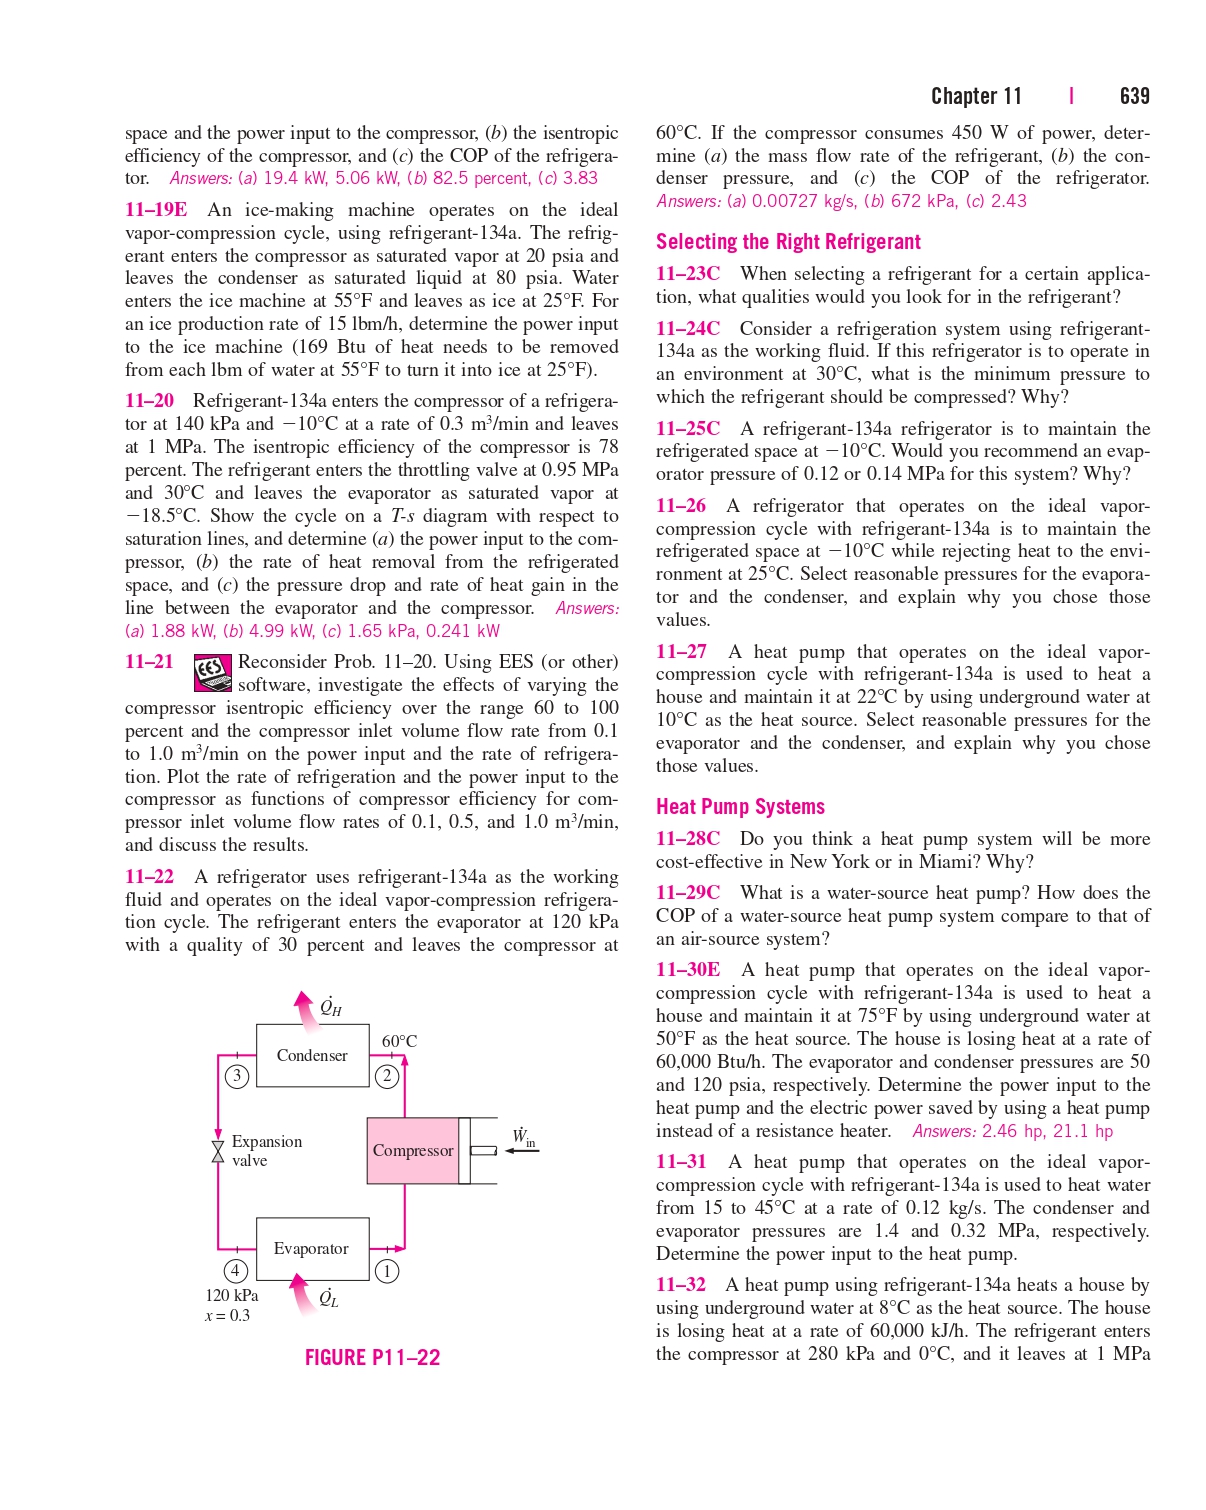 Chapter 11 | 639
space and the power input to the compressor, (b) the isentropic
efficiency of the compressor, and (c) the COP of the refrigera-
tor. Answers: (a) 19.4 kW, 5.06 kW, (b) 82.5 percent, (c) 3.83
11–19E An ice-making machine operates on the ideal
vapor-compression cycle, using refrigerant-134a. The refrig-
erant enters the compressor as saturated vapor at 20 psia and
leaves the condenser as saturated liquid at 80 psia. Water
enters the ice machine at 55°F and leaves as ice at 25°F. For
an ice production rate of 15 lbm/h, determine the power input
to the ice machine (169 Btu of heat needs to be removed
from each lbm of water at 55°F to turn it into ice at 25°F).
11–20 Refrigerant-134a enters the compressor of a refrigera-
tor at 140 kPa and −10°C at a rate of 0.3 m³/min and leaves
at 1 MPa. The isentropic efficiency of the compressor is 78
percent. The refrigerant enters the throttling valve at 0.95 MPa
and 30°C and leaves the evaporator as saturated vapor at
−18.5°C. Show the cycle on a T-s diagram with respect to
saturation lines, and determine (a) the power input to the com-
pressor, (b) the rate of heat removal from the refrigerated
space, and (c) the pressure drop and rate of heat gain in the
line between the evaporator and the compressor. Answers:
(a) 1.88 kW, (b) 4.99 kW, (c) 1.65 kPa, 0.241 kW
11–21 EES Reconsider Prob. 11–20. Using EES (or other)
software, investigate the effects of varying the
compressor isentropic efficiency over the range 60 to 100
percent and the compressor inlet volume flow rate from 0.1
to 1.0 m³/min on the power input and the rate of refrigera-
tion. Plot the rate of refrigeration and the power input to the
compressor as functions of compressor efficiency for com-
pressor inlet volume flow rates of 0.1, 0.5, and 1.0 m³/min,
and discuss the results.
11–22 A refrigerator uses refrigerant-134a as the working
fluid and operates on the ideal vapor-compression refrigera-
tion cycle. The refrigerant enters the evaporator at 120 kPa
with a quality of 30 percent and leaves the compressor at
Q̇H
60°C
Condenser
3
2
Expansion
valve
Compressor
Ẇin
Evaporator
4
1
120 kPa
x = 0.3
Q̇L
FIGURE P11–22
60°C. If the compressor consumes 450 W of power, deter-
mine (a) the mass flow rate of the refrigerant, (b) the con-
denser pressure, and (c) the COP of the refrigerator.
Answers: (a) 0.00727 kg/s, (b) 672 kPa, (c) 2.43
Selecting the Right Refrigerant
11–23C When selecting a refrigerant for a certain applica-
tion, what qualities would you look for in the refrigerant?
11–24C Consider a refrigeration system using refrigerant-
134a as the working fluid. If this refrigerator is to operate in
an environment at 30°C, what is the minimum pressure to
which the refrigerant should be compressed? Why?
11–25C A refrigerant-134a refrigerator is to maintain the
refrigerated space at −10°C. Would you recommend an evap-
orator pressure of 0.12 or 0.14 MPa for this system? Why?
11–26 A refrigerator that operates on the ideal vapor-
compression cycle with refrigerant-134a is to maintain the
refrigerated space at −10°C while rejecting heat to the envi-
ronment at 25°C. Select reasonable pressures for the evapora-
tor and the condenser, and explain why you chose those
values.
11–27 A heat pump that operates on the ideal vapor-
compression cycle with refrigerant-134a is used to heat a
house and maintain it at 22°C by using underground water at
10°C as the heat source. Select reasonable pressures for the
evaporator and the condenser, and explain why you chose
those values.
Heat Pump Systems
11–28C Do you think a heat pump system will be more
cost-effective in New York or in Miami? Why?
11–29C What is a water-source heat pump? How does the
COP of a water-source heat pump system compare to that of
an air-source system?
11–30E A heat pump that operates on the ideal vapor-
compression cycle with refrigerant-134a is used to heat a
house and maintain it at 75°F by using underground water at
50°F as the heat source. The house is losing heat at a rate of
60,000 Btu/h. The evaporator and condenser pressures are 50
and 120 psia, respectively. Determine the power input to the
heat pump and the electric power saved by using a heat pump
instead of a resistance heater. Answers: 2.46 hp, 21.1 hp
11–31 A heat pump that operates on the ideal vapor-
compression cycle with refrigerant-134a is used to heat water
from 15 to 45°C at a rate of 0.12 kg/s. The condenser and
evaporator pressures are 1.4 and 0.32 MPa, respectively.
Determine the power input to the heat pump.
11–32 A heat pump using refrigerant-134a heats a house by
using underground water at 8°C as the heat source. The house
is losing heat at a rate of 60,000 kJ/h. The refrigerant enters
the compressor at 280 kPa and 0°C, and it leaves at 1 MPa